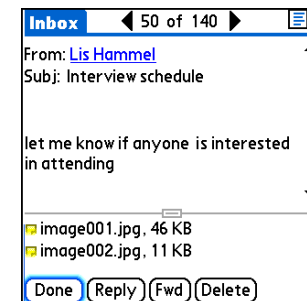 Inbox 50 of 140
From: Lis Hammel
Subj: Interview schedule
let me know if anyone is interested
in attending
image001.jpg, 46 KB
image002.jpg, 11 KB
Done Reply Fwd Delete